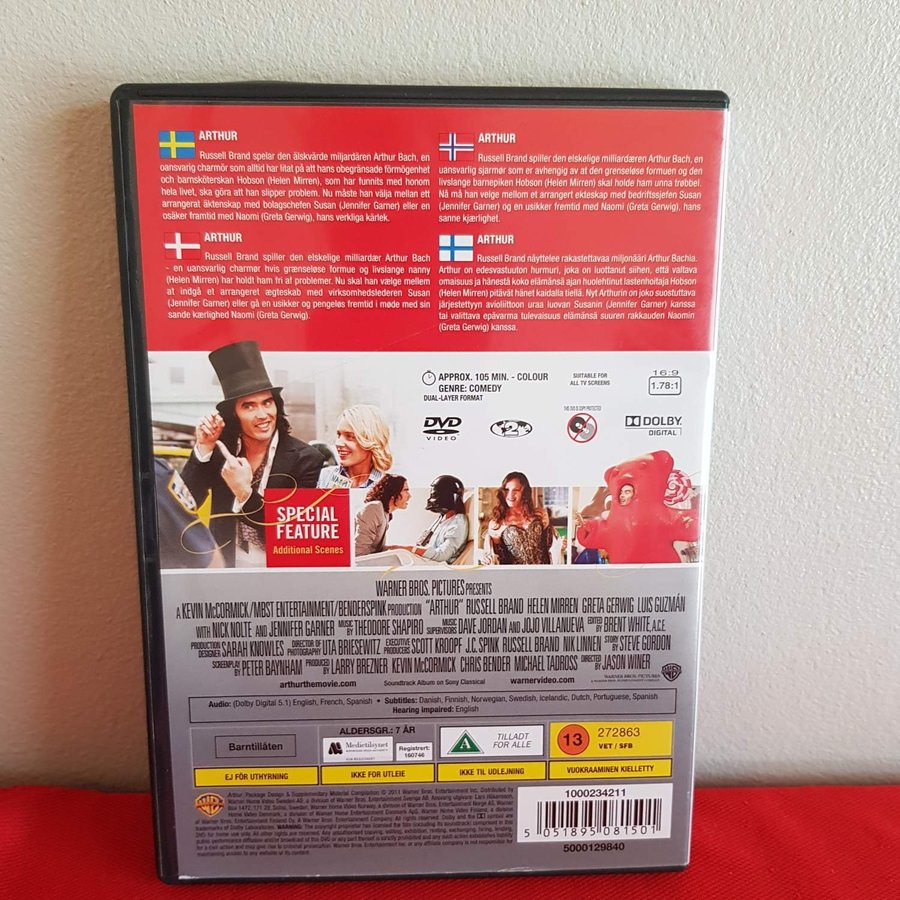 ARTHUR
Russell Brand spelar den älskvärde miljardären Arthur Bach, en
oansvarig charmör som alltid har litat på att hans obegränsade förmögenhet
och barnsköterskan Hobson (Helen Mirren), som har funnits med honom
hela livet, ska göra att han slipper problem. Nu måste han välja mellan ett
arrangerat äktenskap med bolagschefen Susan (Jennifer Garner) eller en
osäker framtid med Naomi (Greta Gerwig), hans verkliga kärlek.
ARTHUR
Russell Brand spiller den elskelige milliardæren Arthur Bach, en
uansvarlig sjarmør som er avhengig av at den grenseløse formuen og den
livslange barnepiken Hobson (Helen Mirren) skal holde ham unna trøbbel.
Nå må han velge mellom et arrangert ekteskap med bedriftssjefen Susan
(Jennifer Garner) og en usikker fremtid med Naomi (Greta Gerwig), hans
sanne kjærlighet.
ARTHUR
Russell Brand spiller den elskelige milliardær Arthur Bach
- en uansvarlig charmør hvis grænseløse formue og livslange nanny
(Helen Mirren) har holdt ham fri af problemer. Nu skal han vælge mellem
at indgå et arrangeret ægteskab med virksomhedslederen Susan
(Jennifer Garner) eller gå en usikker og pengeløs fremtid i møde med sin
sande kærlighed Naomi (Greta Gerwig).
ARTHUR
Russell Brand näyttelee rakastettavaa miljonääri Arthur Bachia.
Arthur on edesvastuuton hurmuri, joka on luottanut siihen, että valtava
omaisuus ja hänestä koko elämänsä ajan huolehtinut lastenhoitaja Hobson
(Helen Mirren) pitävät hänet kaidalla tiellä. Nyt Arthurin on joko suostuttava
järjestettyyn avioliittoon uraa luovan Susanin (Jennifer Garner) kanssa
tai valittava epävarma tulevaisuus elämänsä suuren rakkauden Naomin
(Greta Gerwig) kanssa.
APPROX. 105 MIN. - COLOUR
GENRE: COMEDY
DUAL-LAYER FORMAT
SUITABLE FOR
ALL TV SCREENS
16:9
1.78:1
DVD
VIDEO
2
THIS DVD IS COPY PROTECTED
DOLBY
DIGITAL
SPECIAL
FEATURE
Additional Scenes
WARNER BROS. PICTURES PRESENTS
A KEVIN McCORMICK/MBST ENTERTAINMENT/BENDERSPINK PRODUCTION "ARTHUR" RUSSELL BRAND HELEN MIRREN GRETA GERWIG LUIS GUZMÁN
WITH NICK NOLTE AND JENNIFER GARNER MUSIC BY THEODORE SHAPIRO MUSIC SUPERVISORS DAVE JORDAN AND JOJO VILLANUEVA EDITED BY BRENT WHITE, A.C.E.
PRODUCTION DESIGNER SARAH KNOWLES DIRECTOR OF PHOTOGRAPHY UTA BRIESEWITZ EXECUTIVE PRODUCERS SCOTT KROOPF J.C. SPINK RUSSELL BRAND NIK LINNEN STORY BY STEVE GORDON
SCREENPLAY BY PETER BAYNHAM PRODUCED BY LARRY BREZNER KEVIN McCORMICK CHRIS BENDER MICHAEL TADROSS DIRECTED BY JASON WINER
arthurthemovie.com Soundtrack Album on Sony Classical warnervideo.com
WARNER BROS. PICTURES
Audio: (Dolby Digital 5.1) English, French, Spanish • Subtitles: Danish, Finnish, Norwegian, Swedish, Icelandic, Dutch, Portuguese, Spanish
Hearing impaired: English
Barntillåten
ALDERSGR.: 7 ÅR
Medietilsynet
Registrert:
160746
A
TILLADT
FOR ALLE
13
272863
VET / SFB
EJ FÖR UTHYRNING
IKKE FOR UTLEIE
IKKE TIL UDLEJNING
VUOKRAAMINEN KIELLETTY
WB
1000234211
5 051895 081501
5000129840